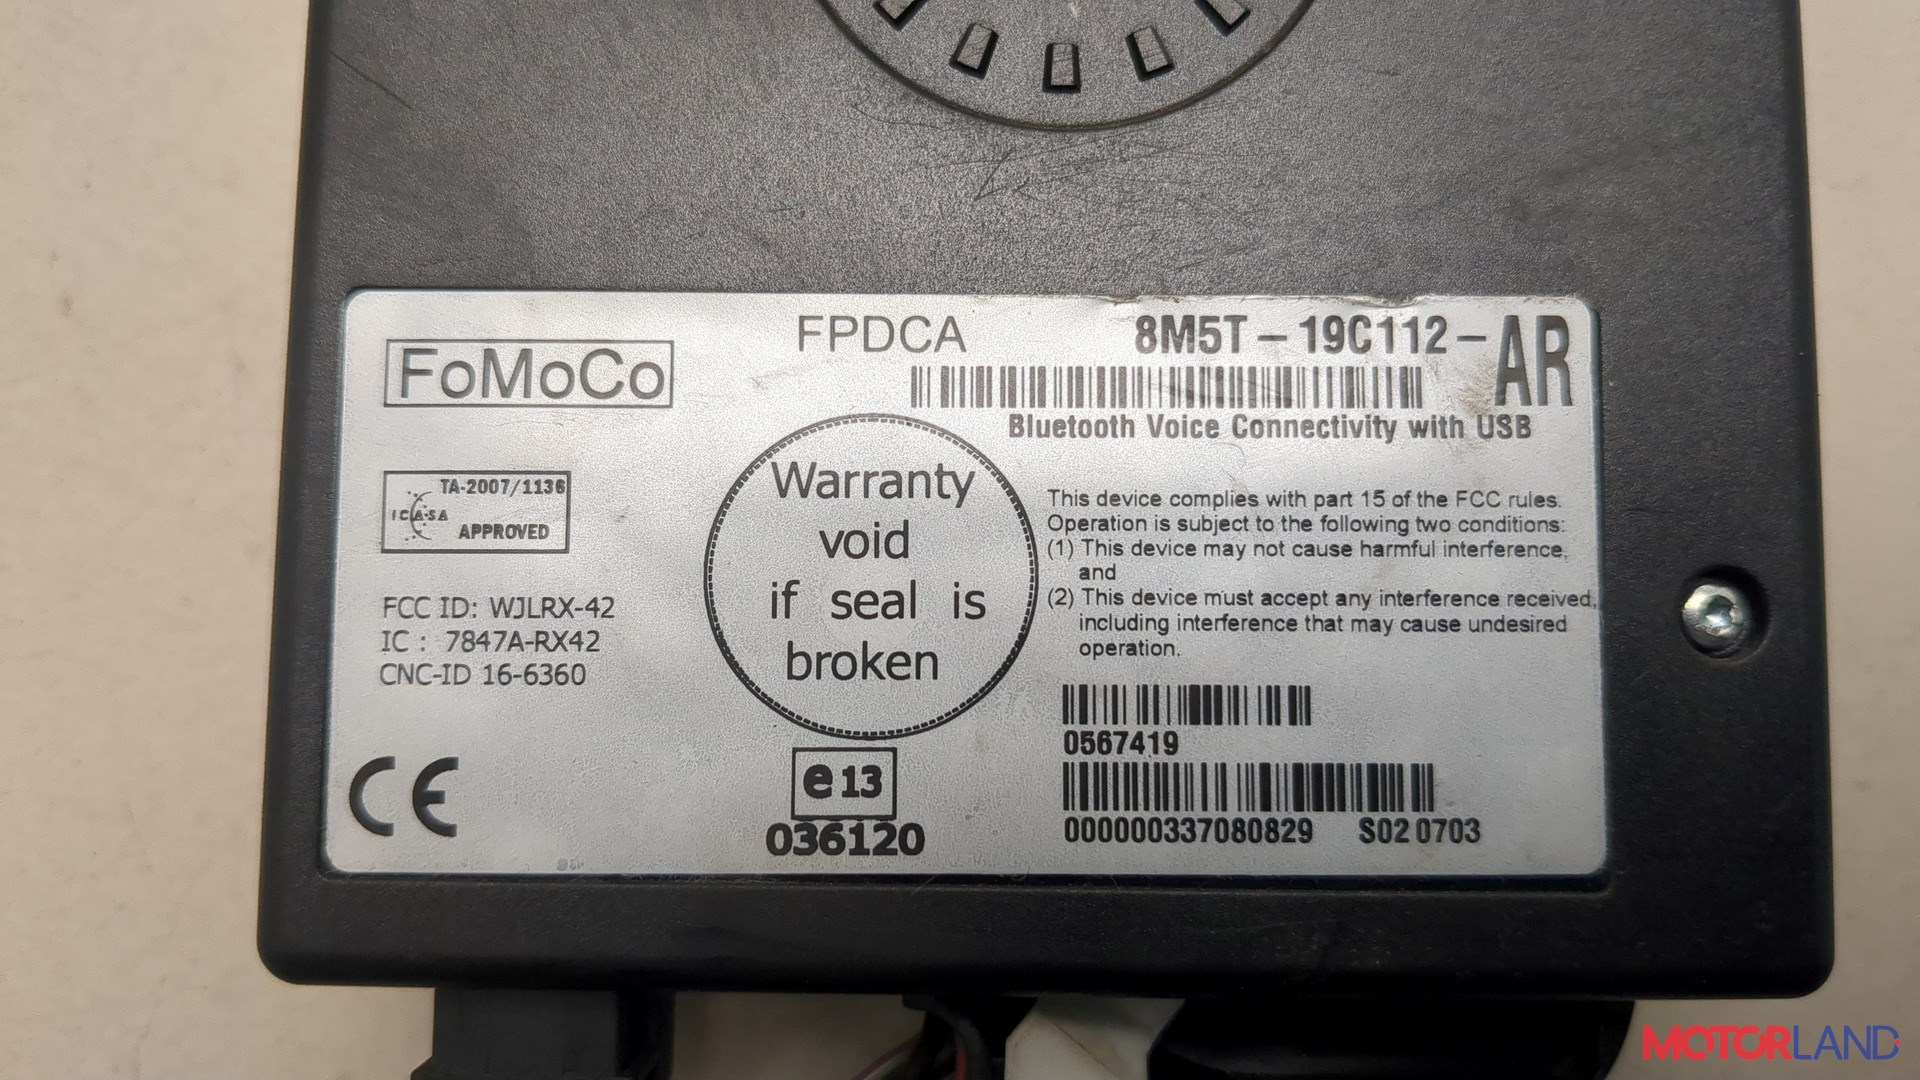 FoMoCo
FPDCA
8M5T - 19C112 - AR
Bluetooth Voice Connectivity with USB
TA-2007/1136
ICASA
APPROVED
FCC ID: WJLRX-42
IC : 7847A-RX42
CNC-ID 16-6360
Warranty
void
if seal is
broken
This device complies with part 15 of the FCC rules.
Operation is subject to the following two conditions:
(1) This device may not cause harmful interference,
and
(2) This device must accept any interference received,
including interference that may cause undesired
operation.
0567419
000000337080829 S02 0703
CE
e13
036120
MOTORLAND